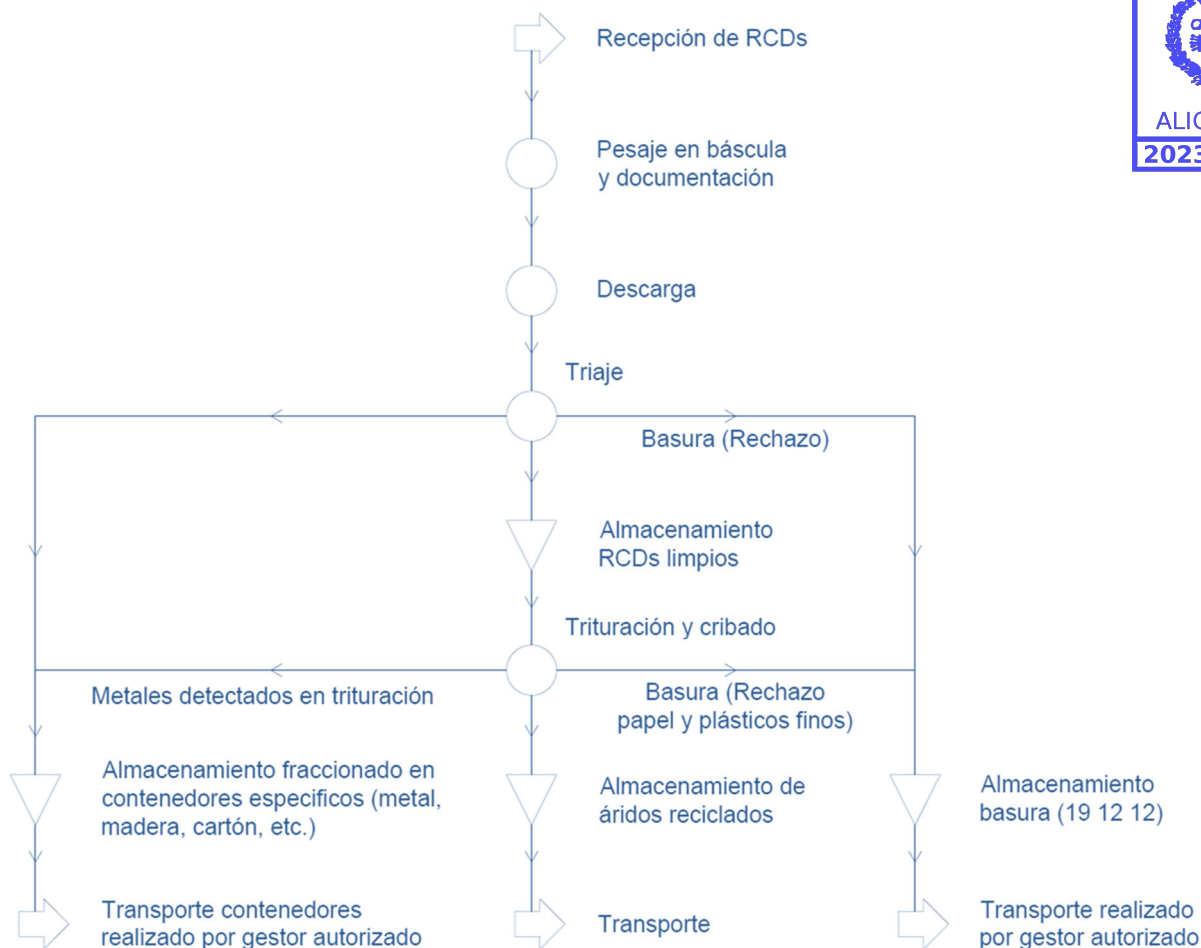 Recepción de RCDs
2023
Pesaje en báscula
y documentación
Descarga
Triaje
Basura (Rechazo)
Almacenamiento
RCDs limpios
Trituración y cribado
Metales detectados en trituración
Basura (Rechazo
papel y plásticos finos)
Almacenamiento fraccionado en
contenedores especificos (metal,
madera, cartón, etc.)
Almacenamiento de
áridos reciclados
Almacenamiento
basura (19 12 12)
Transporte contenedores
realizado por gestor autorizado
Transporte
Transporte realizado
por gestor autorizado